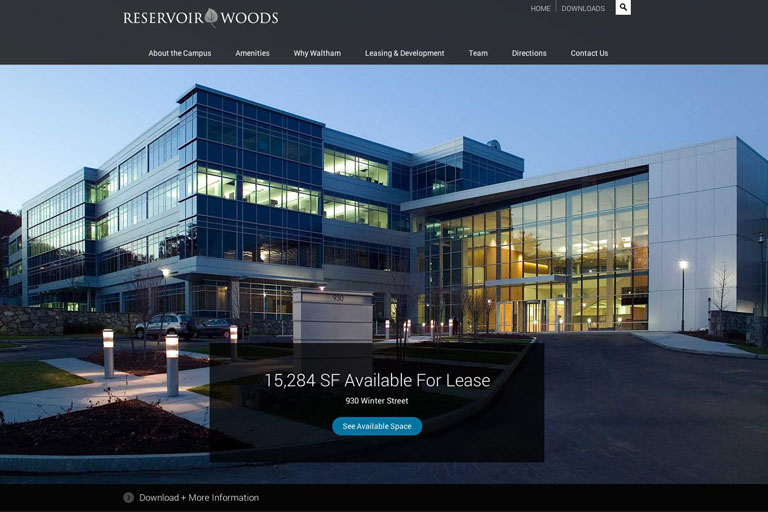 RESERVOIR WOODS
HOME
DOWNLOADS
About the Campus
Amenities
Why Waltham
Leasing & Development
Team
Directions
Contact Us
930
15,284 SF Available For Lease
930 Winter Street
See Available Space
Download + More Information